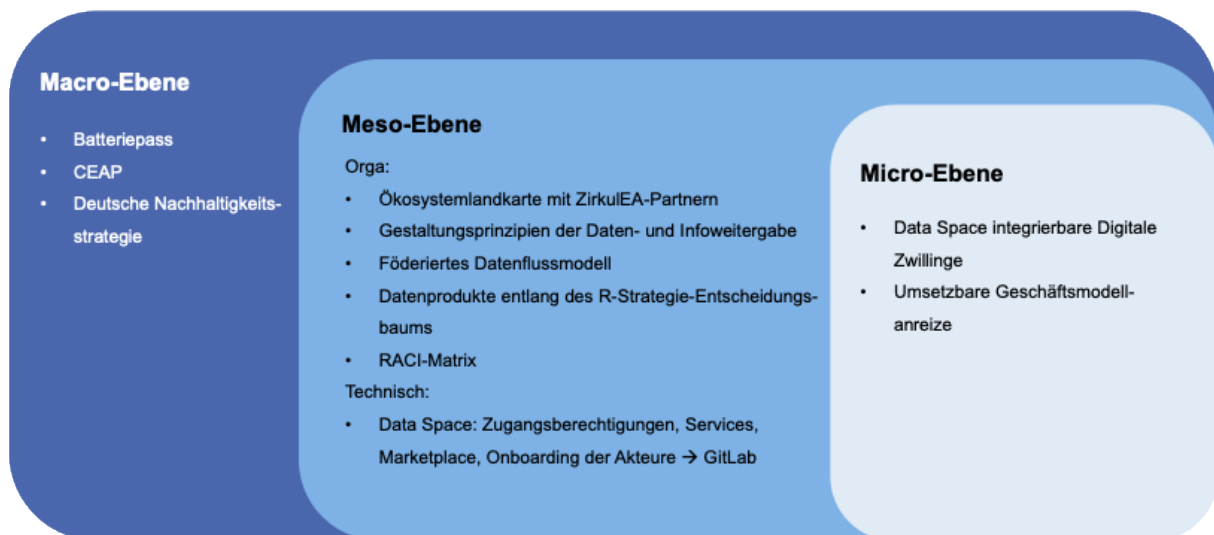 Macro-Ebene
• Batteriepass
• CEAP
• Deutsche Nachhaltigkeits-
strategie
Meso-Ebene
Orga:
• Ökosystemlandkarte mit ZirkulEA-Partnern
• Gestaltungsprinzipien der Daten- und Infoweitergabe
• Föderiertes Datenflussmodell
• Datenprodukte entlang des R-Strategie-Entscheidungs-
baums
• RACI-Matrix
Technisch:
• Data Space: Zugangsberechtigungen, Services,
Marketplace, Onboarding der Akteure → GitLab
Micro-Ebene
• Data Space integrierbare Digitale
Zwillinge
• Umsetzbare Geschäftsmodell-
anreize